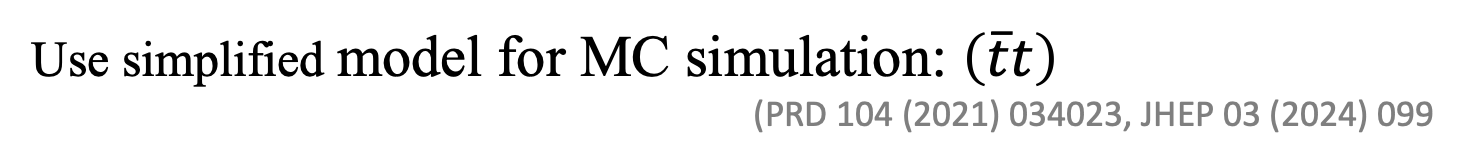 Use simplified model for MC simulation: (t̄t)
(PRD 104 (2021) 034023, JHEP 03 (2024) 099